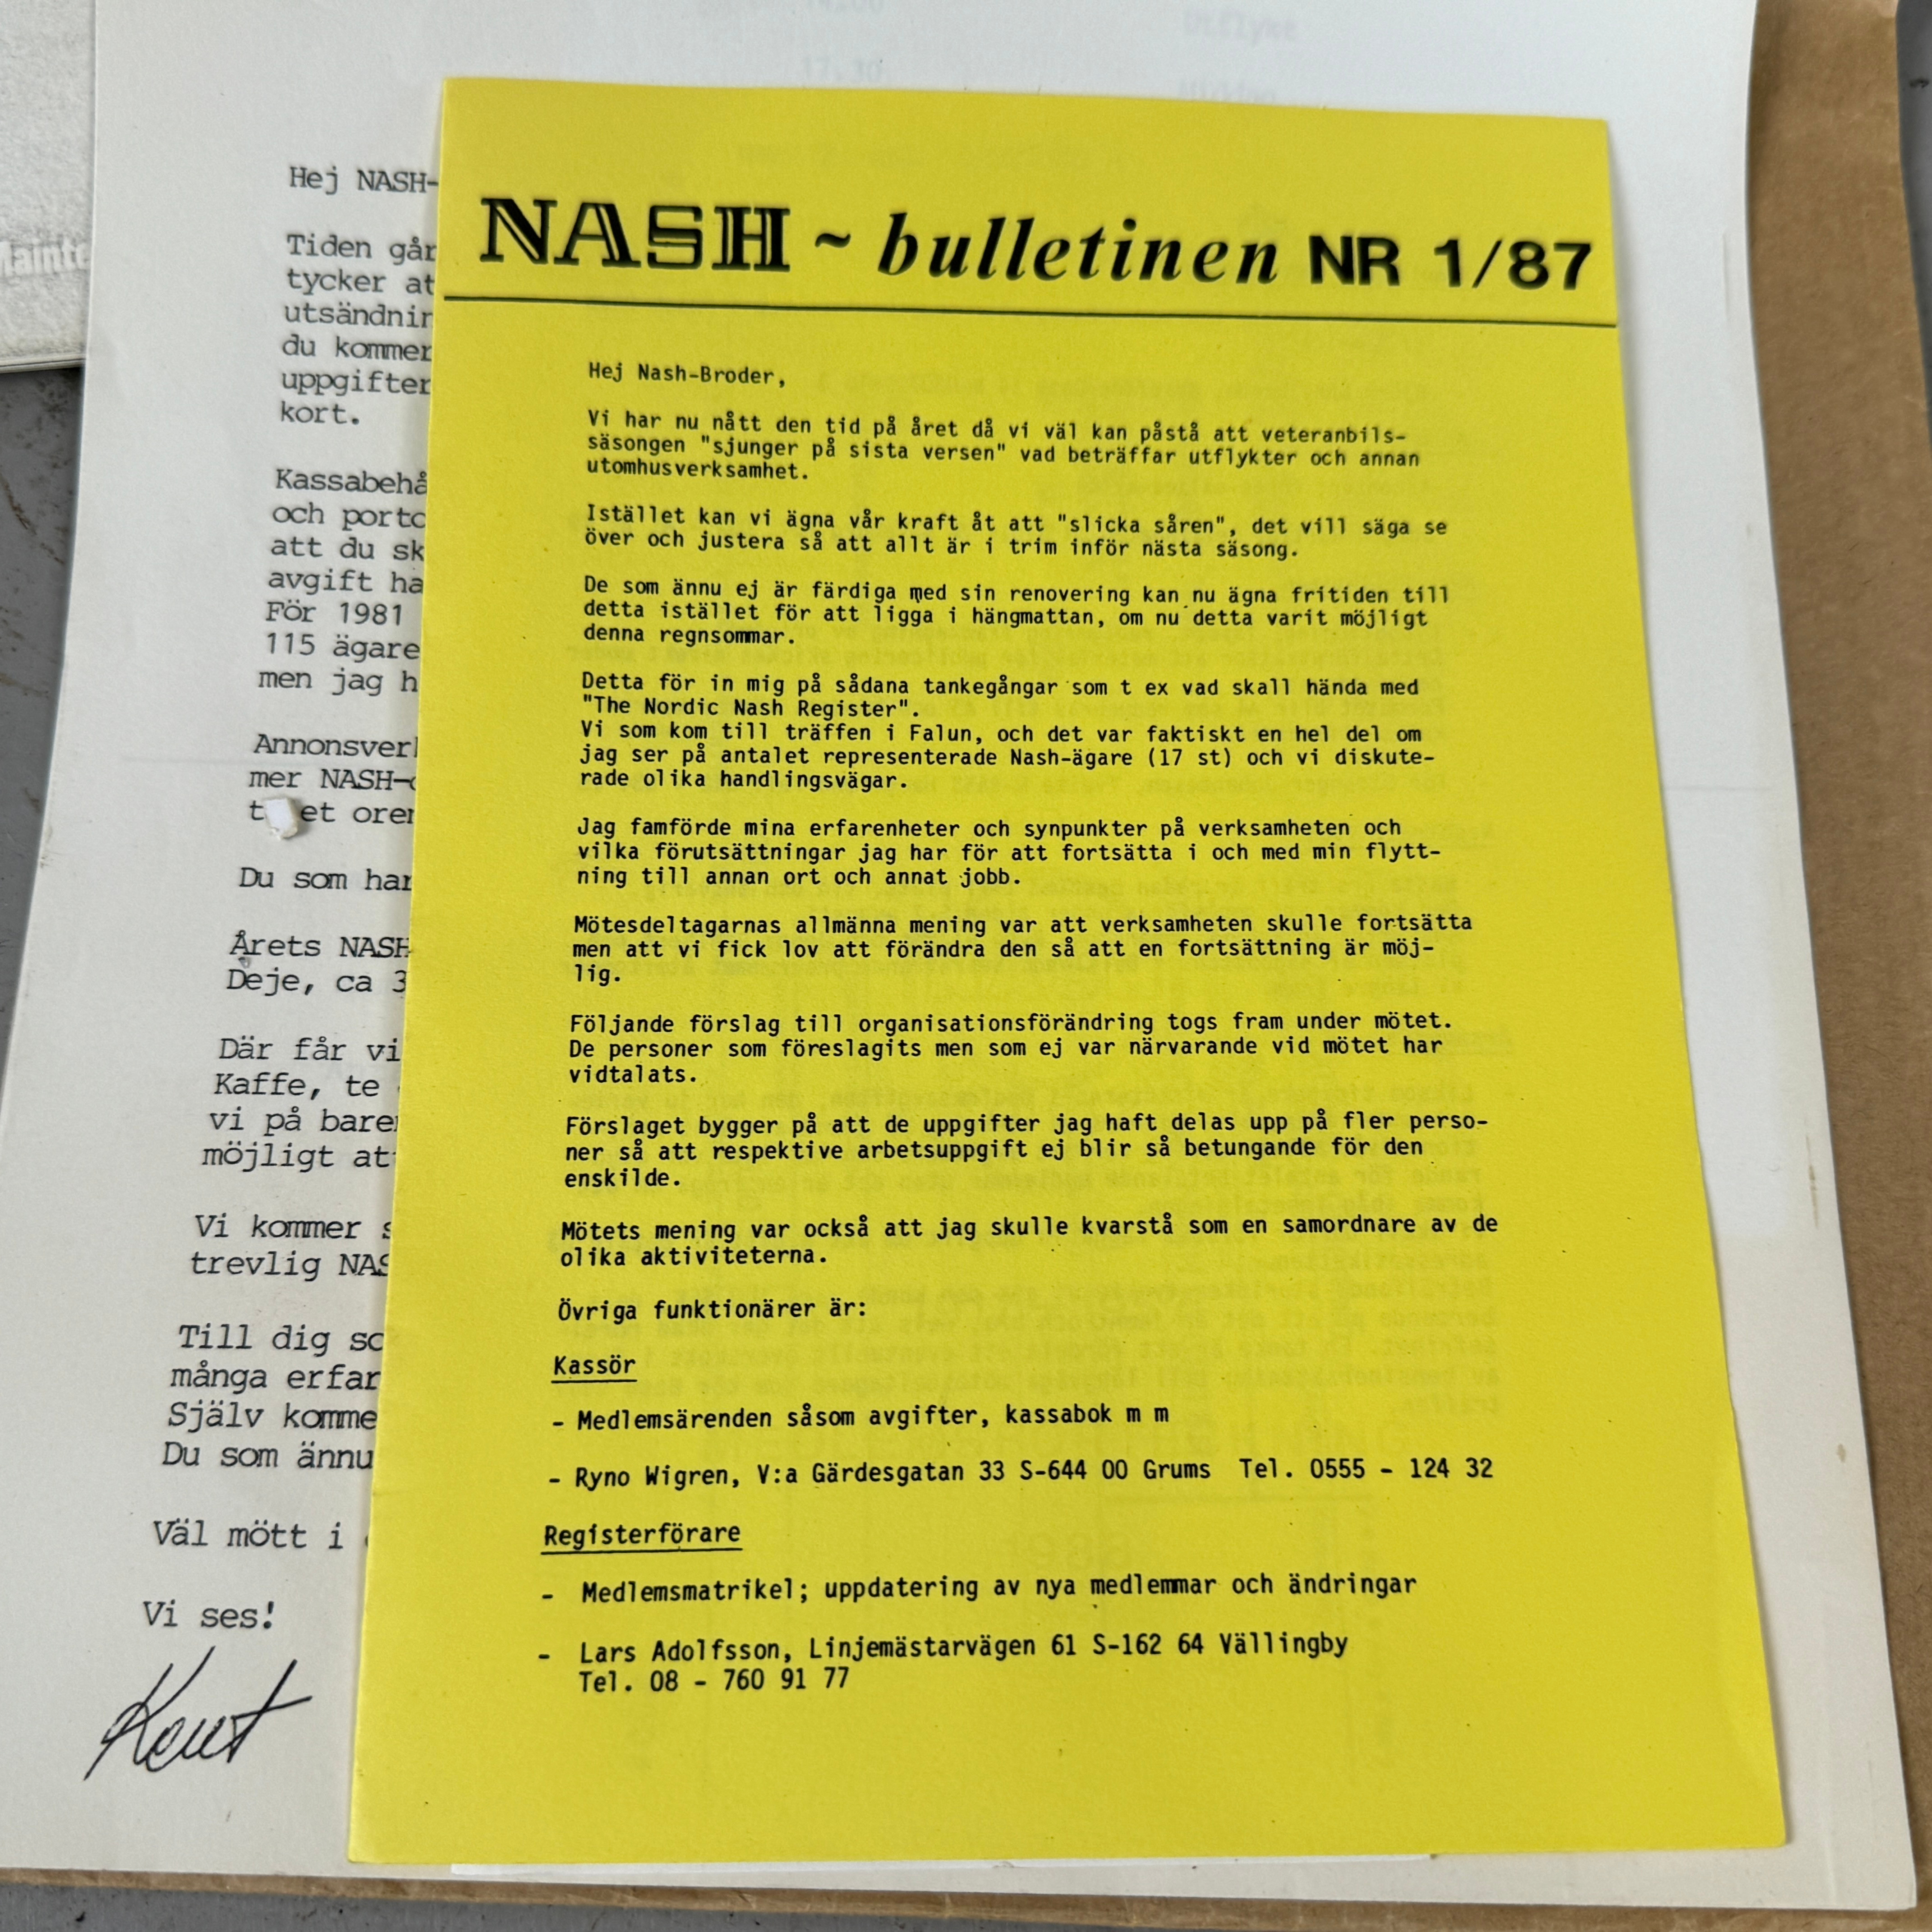 Mainte
Hej NASH-
Tiden går
tycker at
utsändnin
du kommer
uppgifter
kort.
Kassabehå
och porto
att du sk
avgift ha
För 1981
115 ägare
men jag h
Annonsver
mer NASH-
t et oren
Du som har
Årets NASH
Deje, ca 3
Där får vi
Kaffe, te
vi på baren
möjligt att
Vi kommer s
trevlig NAS
Till dig so
många erfar
Själv komme
Du som ännu
Väl mött i
Vi ses!
Kent
NASH ~ bulletinen NR 1/87
Hej Nash-Broder,
Vi har nu nått den tid på året då vi väl kan påstå att veteranbils-
säsongen "sjunger på sista versen" vad beträffar utflykter och annan
utomhusverksamhet.
Istället kan vi ägna vår kraft åt att "slicka såren", det vill säga se
över och justera så att allt är i trim inför nästa säsong.
De som ännu ej är färdiga med sin renovering kan nu ägna fritiden till
detta istället för att ligga i hängmattan, om nu detta varit möjligt
denna regnsommar.
Detta för in mig på sådana tankegångar som t ex vad skall hända med
"The Nordic Nash Register".
Vi som kom till träffen i Falun, och det var faktiskt en hel del om
jag ser på antalet representerade Nash-ägare (17 st) och vi diskute-
rade olika handlingsvägar.
Jag famförde mina erfarenheter och synpunkter på verksamheten och
vilka förutsättningar jag har för att fortsätta i och med min flytt-
ning till annan ort och annat jobb.
Mötesdeltagarnas allmänna mening var att verksamheten skulle fortsätta
men att vi fick lov att förändra den så att en fortsättning är möj-
lig.
Följande förslag till organisationsförändring togs fram under mötet.
De personer som föreslagits men som ej var närvarande vid mötet har
vidtalats.
Förslaget bygger på att de uppgifter jag haft delas upp på fler perso-
ner så att respektive arbetsuppgift ej blir så betungande för den
enskilde.
Mötets mening var också att jag skulle kvarstå som en samordnare av de
olika aktiviteterna.
Övriga funktionärer är:
Kassör
- Medlemsärenden såsom avgifter, kassabok m m
- Ryno Wigren, V:a Gärdesgatan 33 S-644 00 Grums Tel. 0555 - 124 32
Registerförare
- Medlemsmatrikel; uppdatering av nya medlemmar och ändringar
- Lars Adolfsson, Linjemästarvägen 61 S-162 64 Vällingby
Tel. 08 - 760 91 77